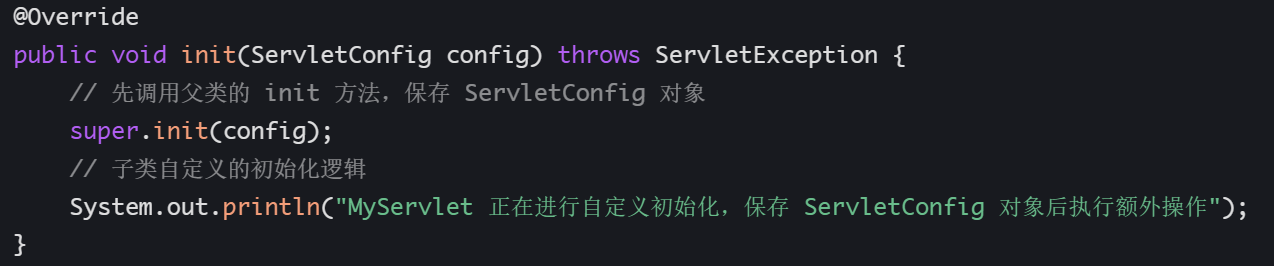 @Override
public void init(ServletConfig config) throws ServletException {
    // 先调用父类的 init 方法，保存 ServletConfig 对象
    super.init(config);
    // 子类自定义的初始化逻辑
    System.out.println("MyServlet 正在进行自定义初始化，保存 ServletConfig 对象后执行额外操作");
}